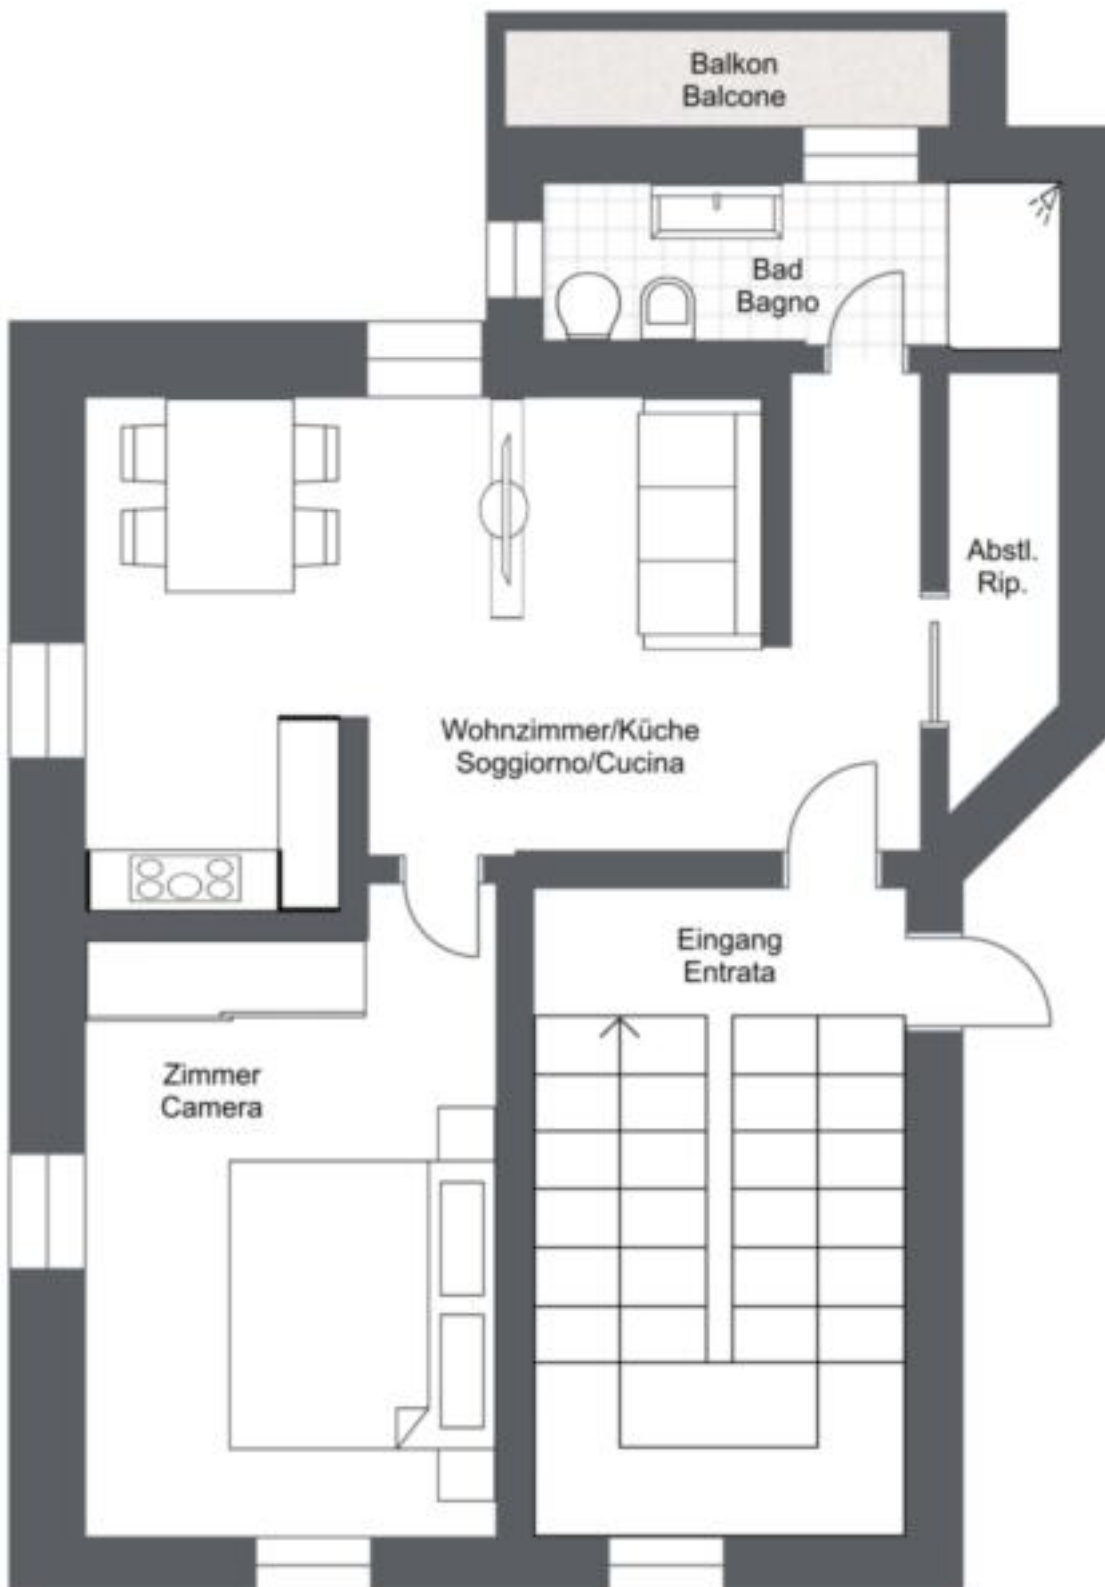 Balkon
Balcone
Bad
Bagno
Abstl.
Rip.
Wohnzimmer/Küche
Soggiorno/Cucina
Eingang
Entrata
Zimmer
Camera